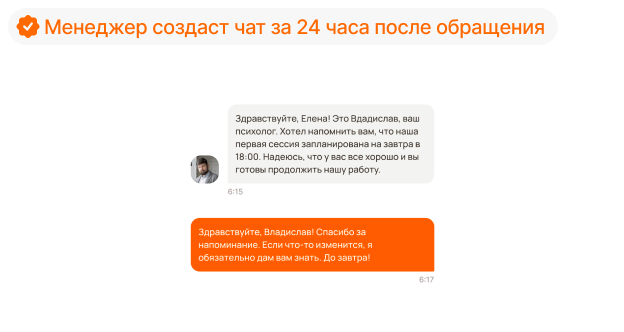 Менеджер создаст чат за 24 часа после обращения
Здравствуйте, Елена! Это Вдадислав, ваш
психолог. Хотел напомнить вам, что наша
первая сессия запланирована на завтра в
18:00. Надеюсь, что у вас все хорошо и вы
готовы продолжить нашу работу.
6:15
Здравствуйте, Владислав! Спасибо за
напоминание. Если что-то изменится, я
обязательно дам вам знать. До завтра!
6:17